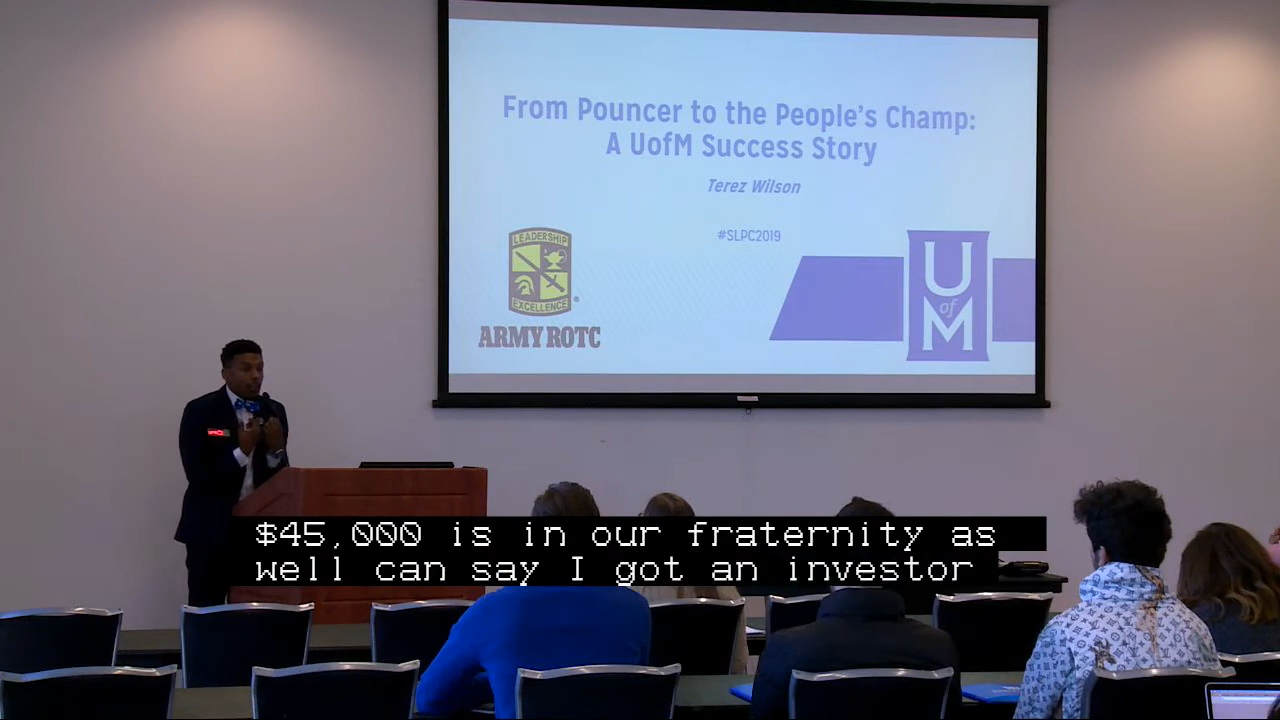 From Pouncer to the People's Champ:
A UofM Success Story
Terez Wilson
#SLPC2019
LEADERSHIP
EXCELLENCE
ARMY ROTC
U
of
M
$45,000 is in our fraternity as
well can say I got an investor